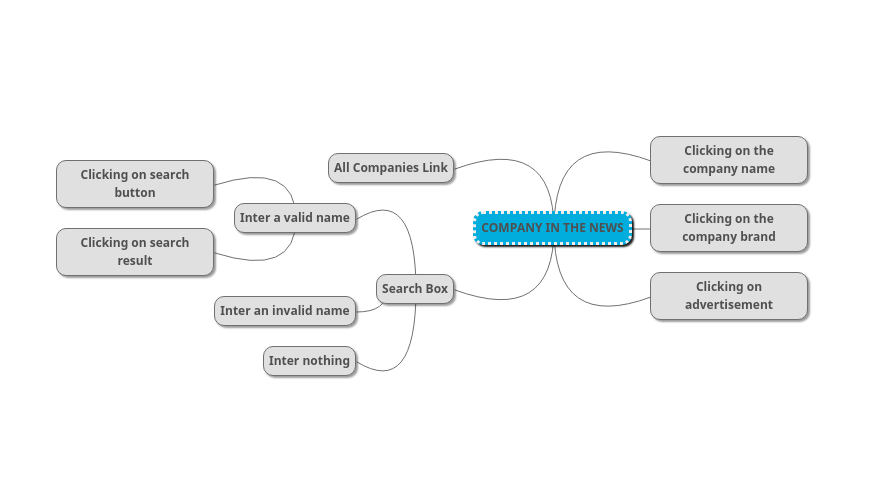 COMPANY IN THE NEWS
Clicking on the
company name
Clicking on the
company brand
Clicking on
advertisement
All Companies Link
Search Box
Inter a valid name
Clicking on search
button
Clicking on search
result
Inter an invalid name
Inter nothing